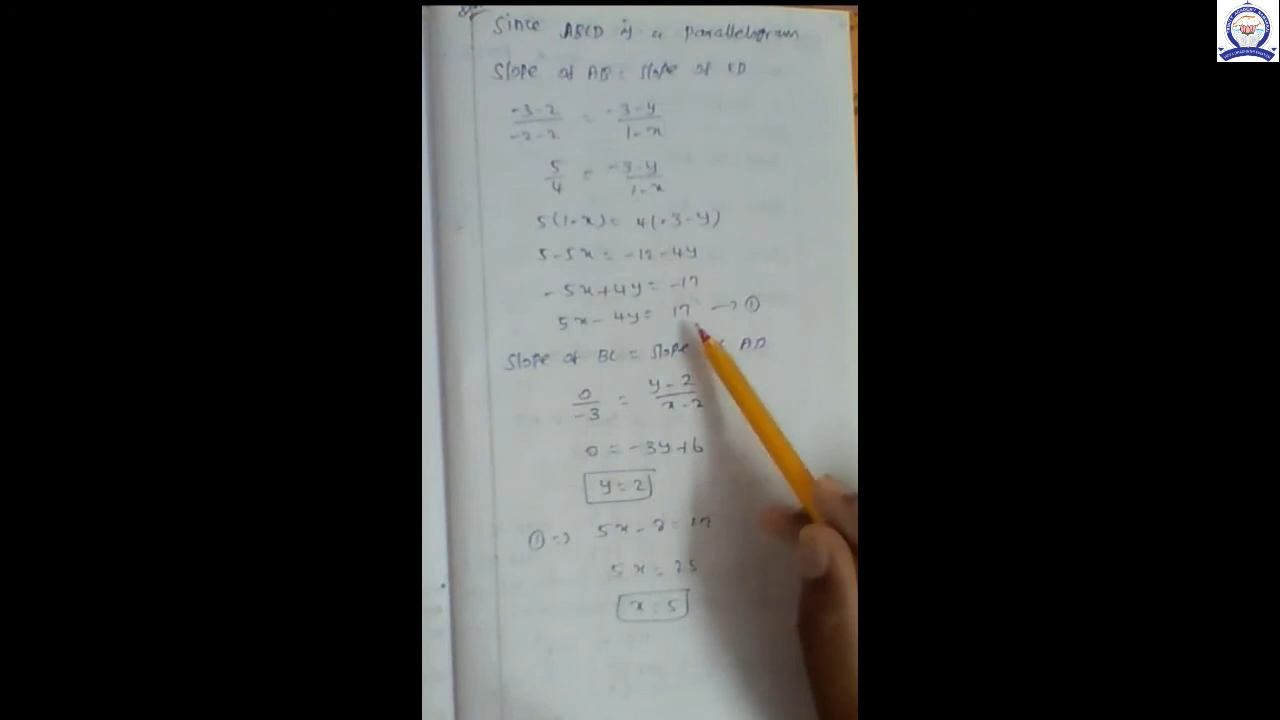 Since ABCD is a parallelogram
Slope of AB = Slope of CD
-3-2 / -2-2 = -3-y / 1-x
5/4 = -3-y / 1-x
5(1-x) = 4(-3-y)
5-5x = -12-4y
-5x+4y = -17
5x-4y = 17 → ①
Slope of BC = Slope AD
0/-3 = y-2 / x-2
0 = -3y+6
y = 2
① => 5x-8 = 17
5x = 25
x = 5